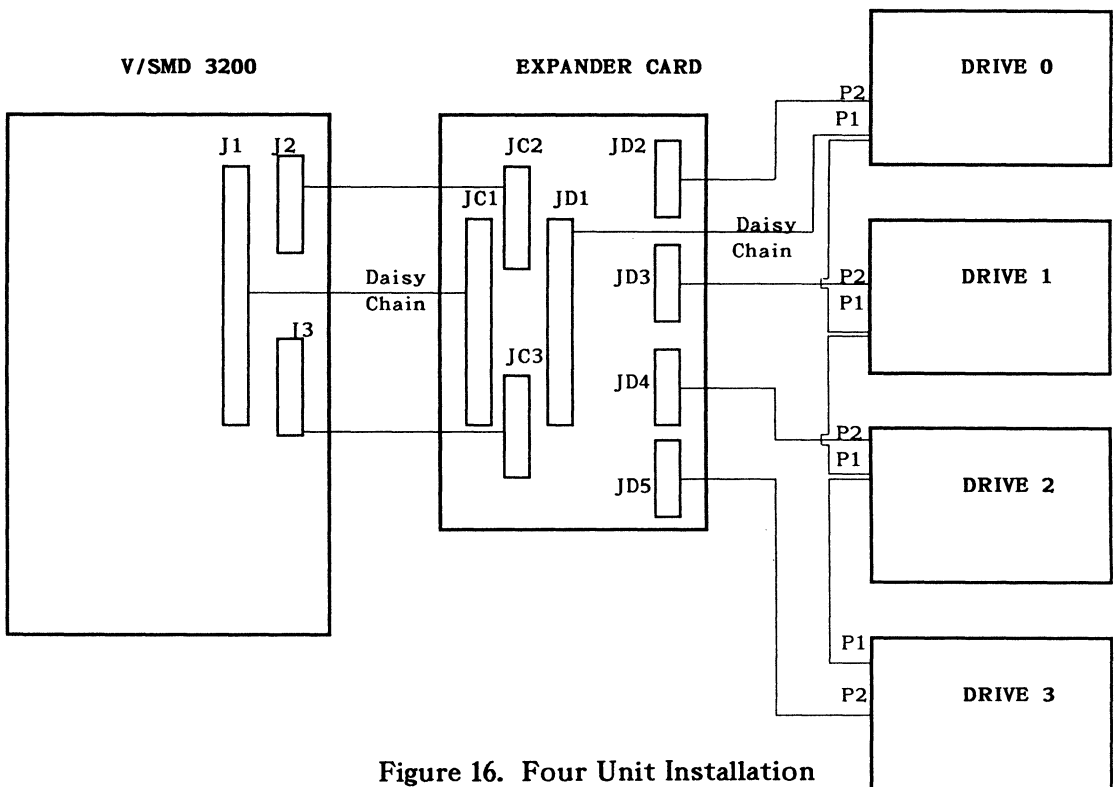 V/SMD 3200
EXPANDER CARD
DRIVE 0
P2
P1
J1
J2
JC2
JD2
JC1
JD1
Daisy
Chain
DRIVE 1
P2
P1
JD3
Daisy
Chain
J3
JC3
JD4
P2
P1
DRIVE 2
JD5
P1
P2
DRIVE 3
Figure 16. Four Unit Installation